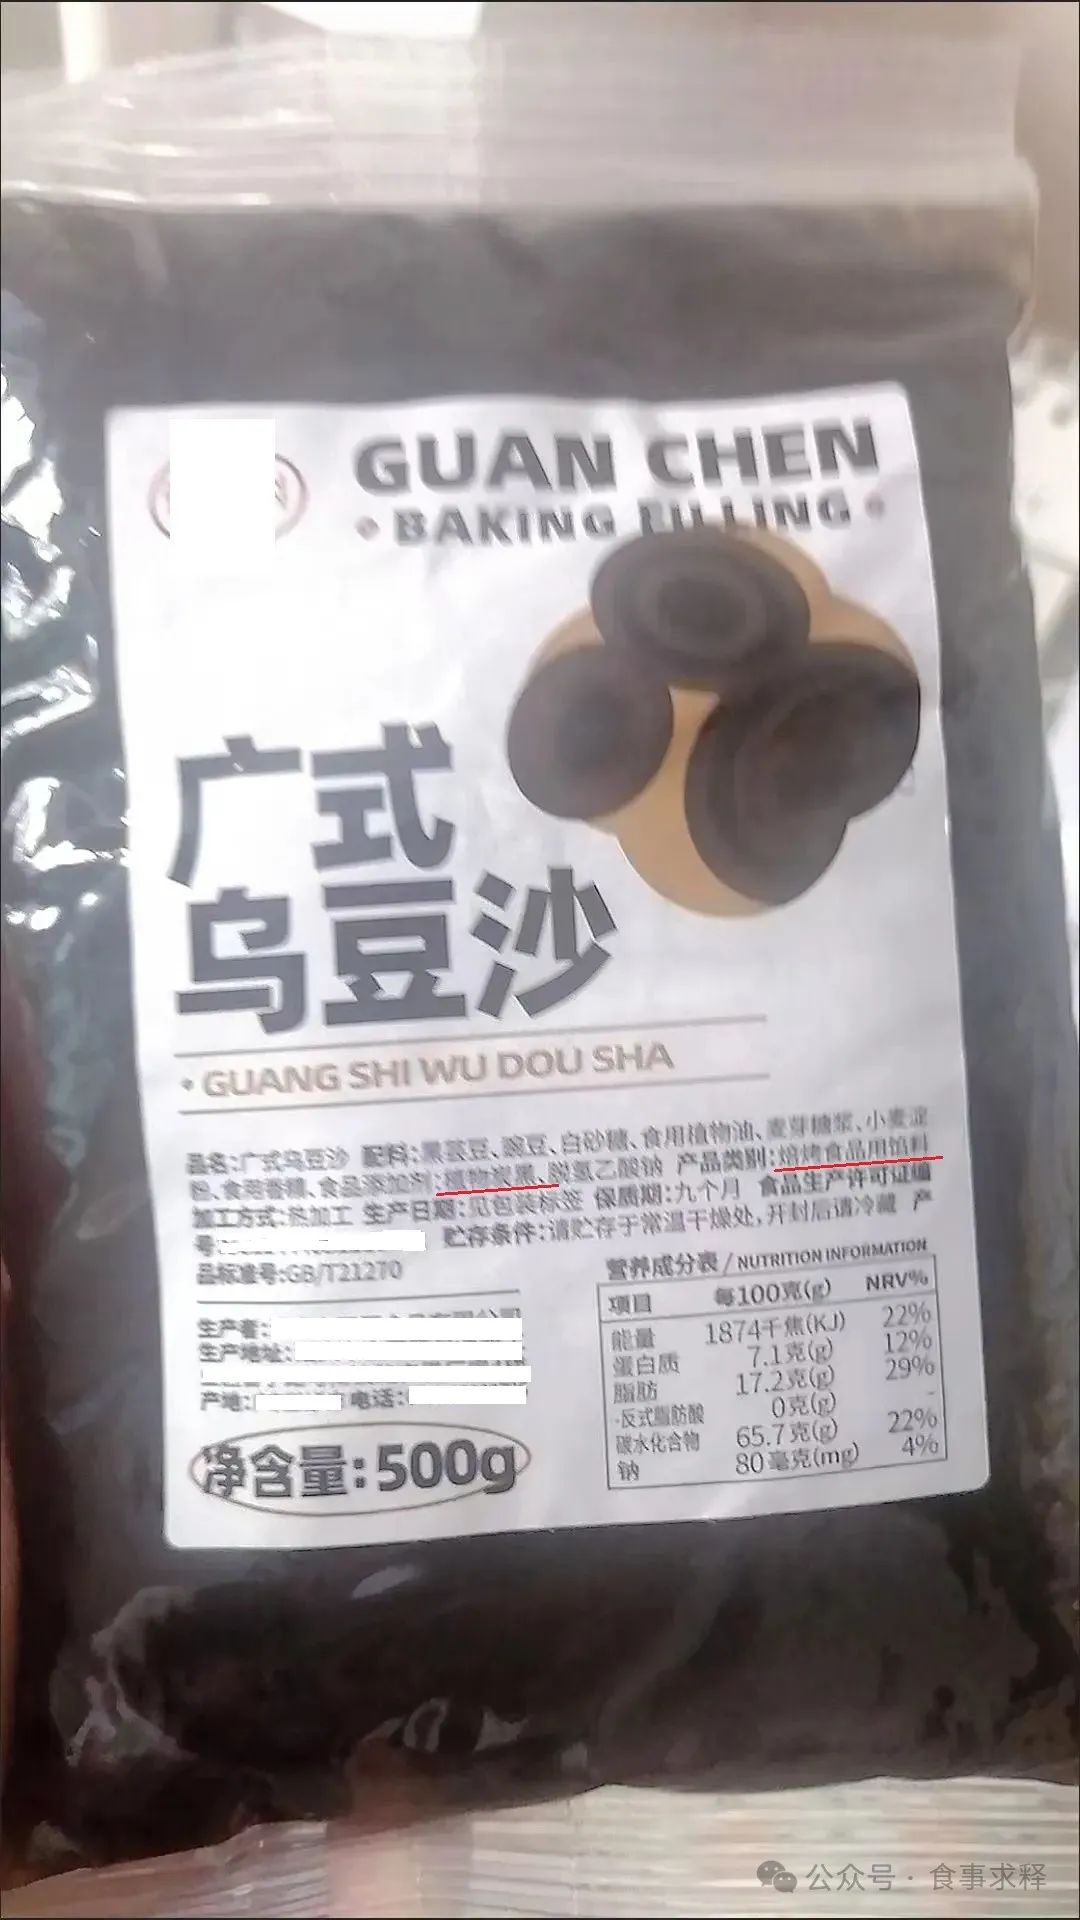 GUAN CHEN
BAKING FILLING
广式
乌豆沙
GUANG SHI WU DOU SHA
品名:广式乌豆沙 配料:黑芸豆、豌豆、白砂糖、食用植物油、麦芽糖浆、小麦淀
粉、食用香精、食品添加剂:植物炭黑、脱氢乙酸钠 产品类别:焙烤食品用馅料
加工方式:热加工 生产日期:见包装标签 保质期:九个月 食品生产许可证编
号: 贮存条件:请贮存于常温干燥处,开封后请冷藏 产
品标准号:GB/T21270
生产者:
生产地址:
产地: 电话:
净含量:500g
营养成分表 / NUTRITION INFORMATION
项目 每100克(g) NRV%
能量 1874千焦(KJ) 22%
蛋白质 7.1克(g) 12%
脂肪 17.2克(g) 29%
-反式脂肪酸 0克(g) -
碳水化合物 65.7克(g) 22%
钠 80毫克(mg) 4%
公众号 · 食事求释